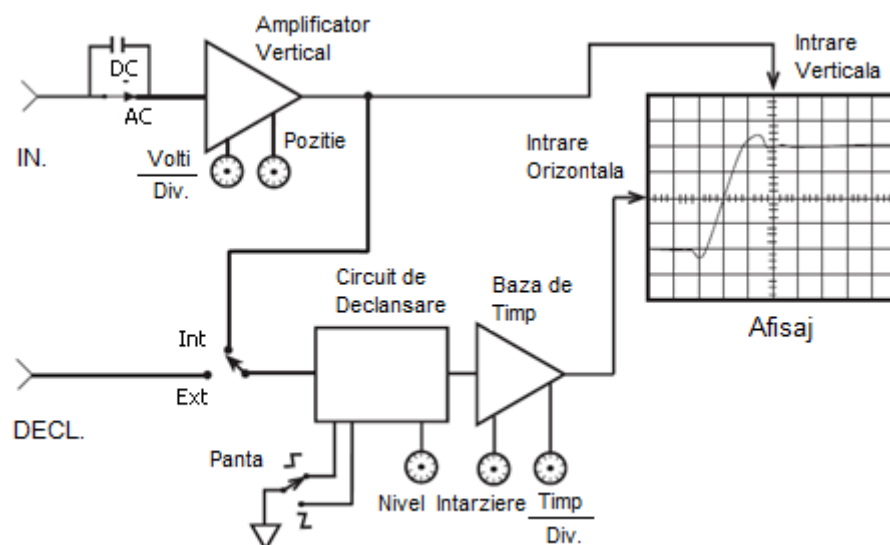 Amplificator
Vertical
Intrare
Verticala
DC
AC
IN.
Volti
Div.
Pozitie
Intrare
Orizontala
Circuit de
Declansare
Baza de
Timp
Afisaj
Int
Ext
DECL.
Panta
Nivel
Intarziere
Timp
Div.